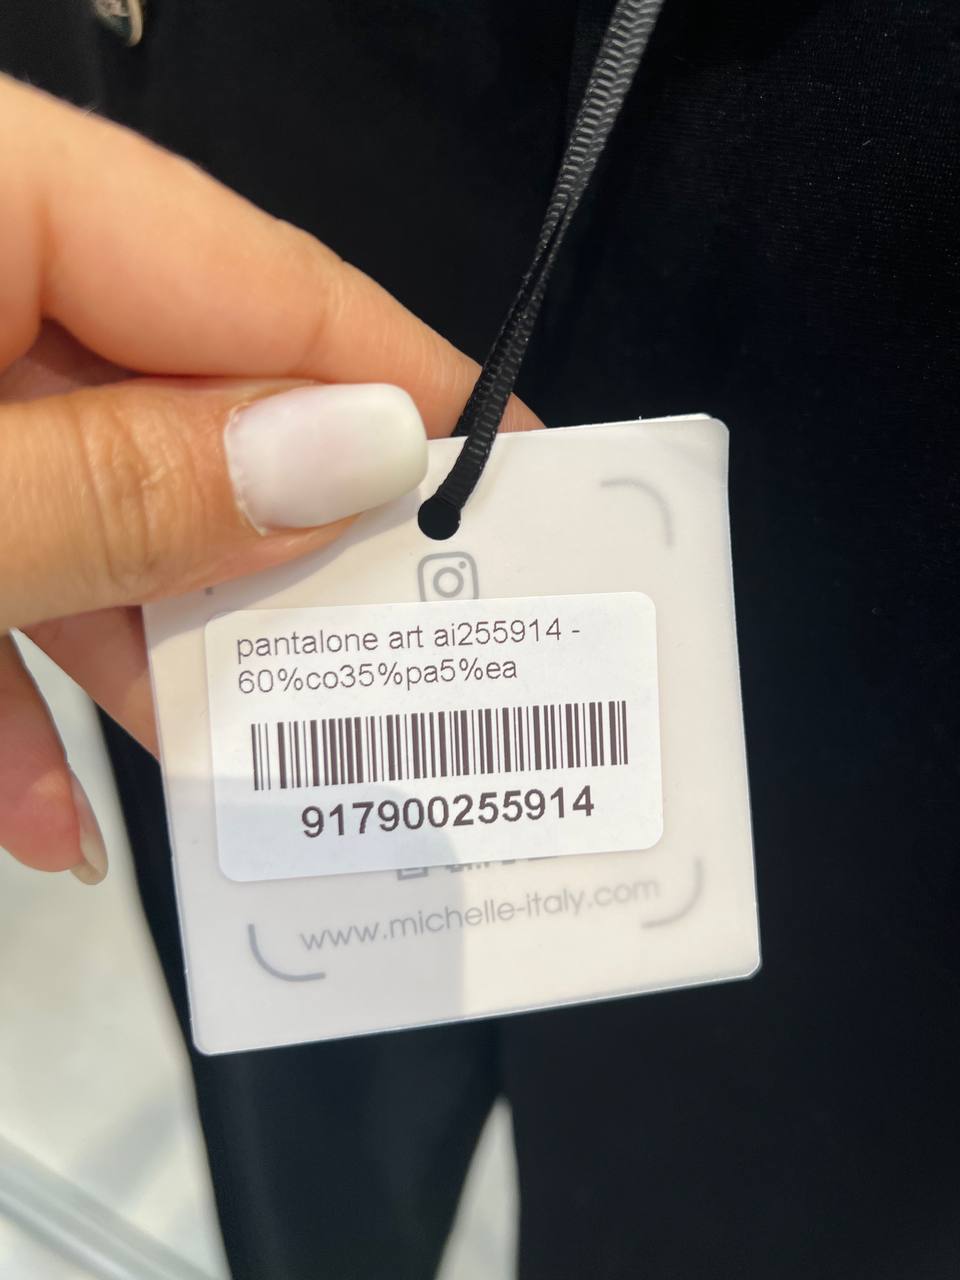 pantalone art ai255914 -
60%co35%pa5%ea
917900255914
www.michelle-italy.com